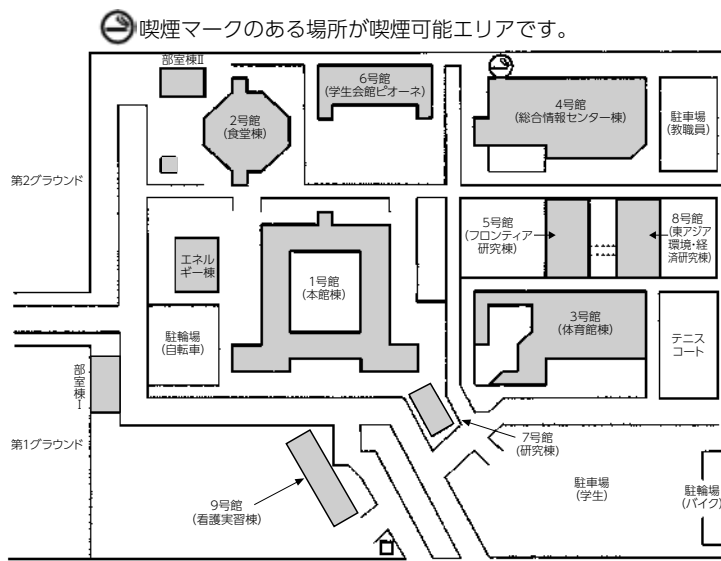 喫煙マークのある場所が喫煙可能エリアです。
部室棟Ⅱ
6号館
(学生会館ピオーネ)
2号館
(食堂棟)
4号館
(総合情報センター棟)
駐車場
(教職員)
第2グラウンド
5号館
(フロンティア
研究棟)
8号館
(東アジア
環境・経
済研究棟)
エネル
ギー棟
1号館
(本館棟)
3号館
(体育館棟)
駐輪場
(自転車)
テニス
コート
部室棟Ⅰ
第1グラウンド
7号館
(研究棟)
9号館
(看護実習棟)
駐車場
(学生)
駐輪場
(バイク)